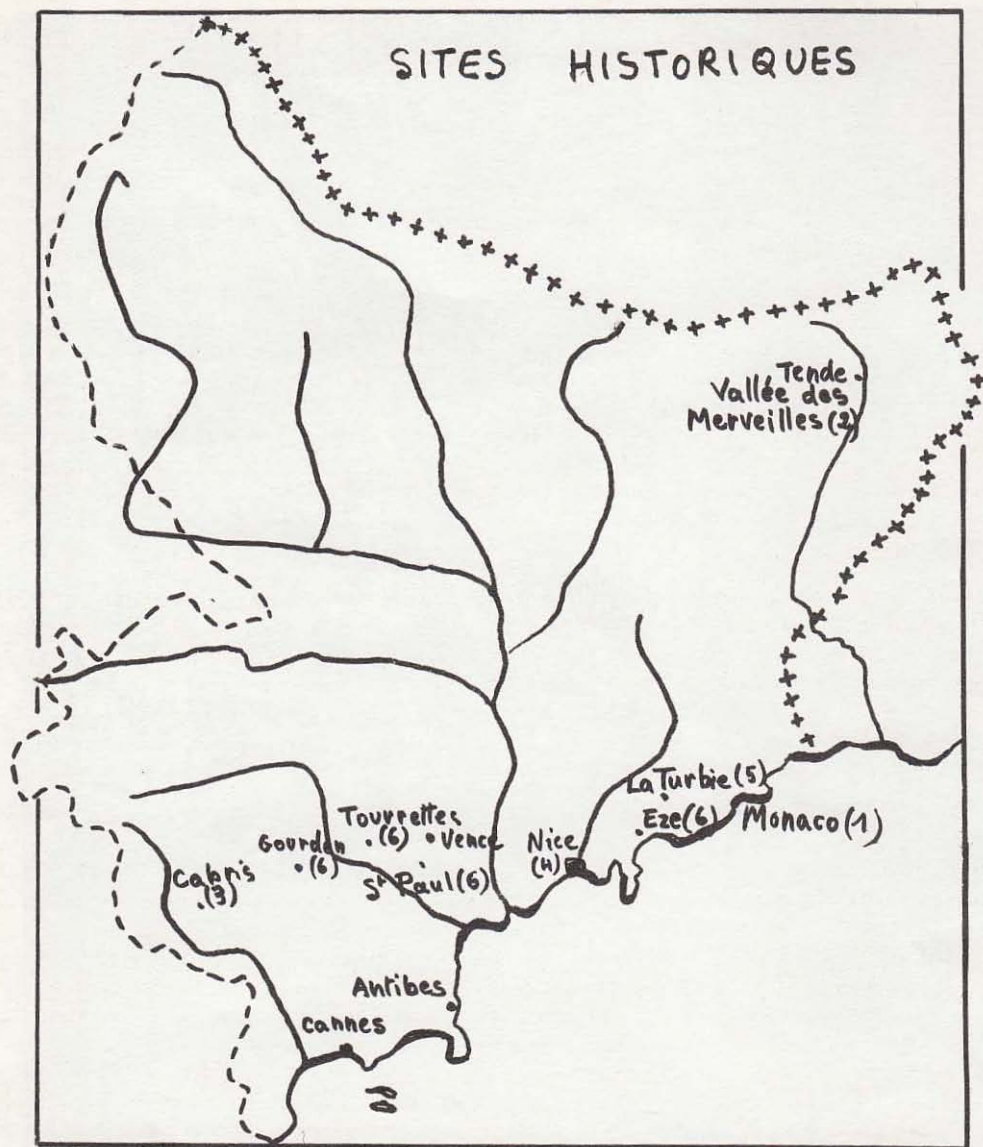 SITES HISTORIQUES
Tende
Vallée des
Merveilles (2)
La Turbie (5)
Eze (6)
Monaco (1)
Nice
(4)
Tourrettes
(6)
Vence
Gourdon
(6)
St Paul (6)
Cabris
(3)
Antibes
Cannes